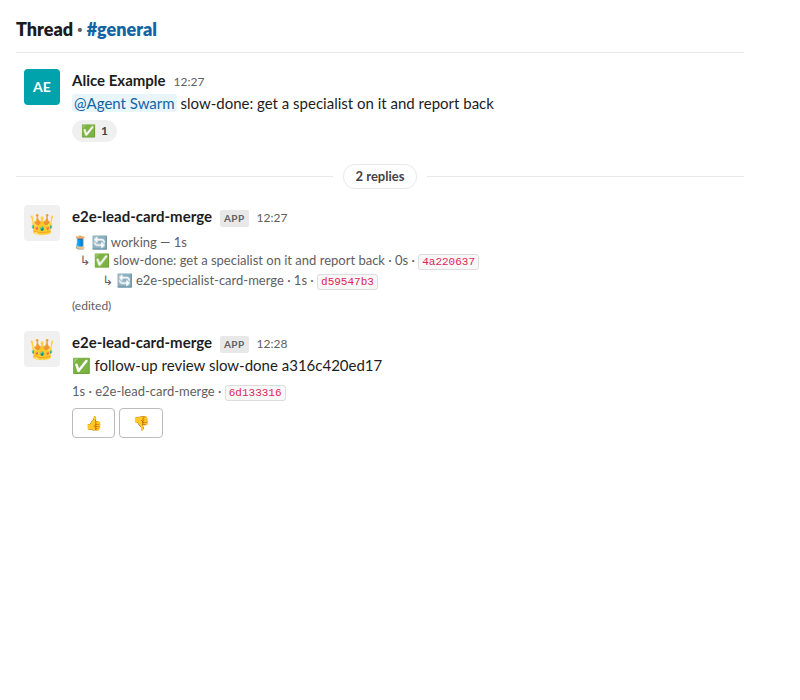 Thread • #general
AE
Alice Example 12:27
@Agent Swarm slow-done: get a specialist on it and report back
✅ 1
2 replies
e2e-lead-card-merge APP 12:27
🧵 🔄 working — 1s
↳ ✅ slow-done: get a specialist on it and report back · 0s · 4a220637
↳ 🔄 e2e-specialist-card-merge · 1s · d59547b3
(edited)
e2e-lead-card-merge APP 12:28
✅ follow-up review slow-done a316c420ed17
1s · e2e-lead-card-merge · 6d133316
👍 👎